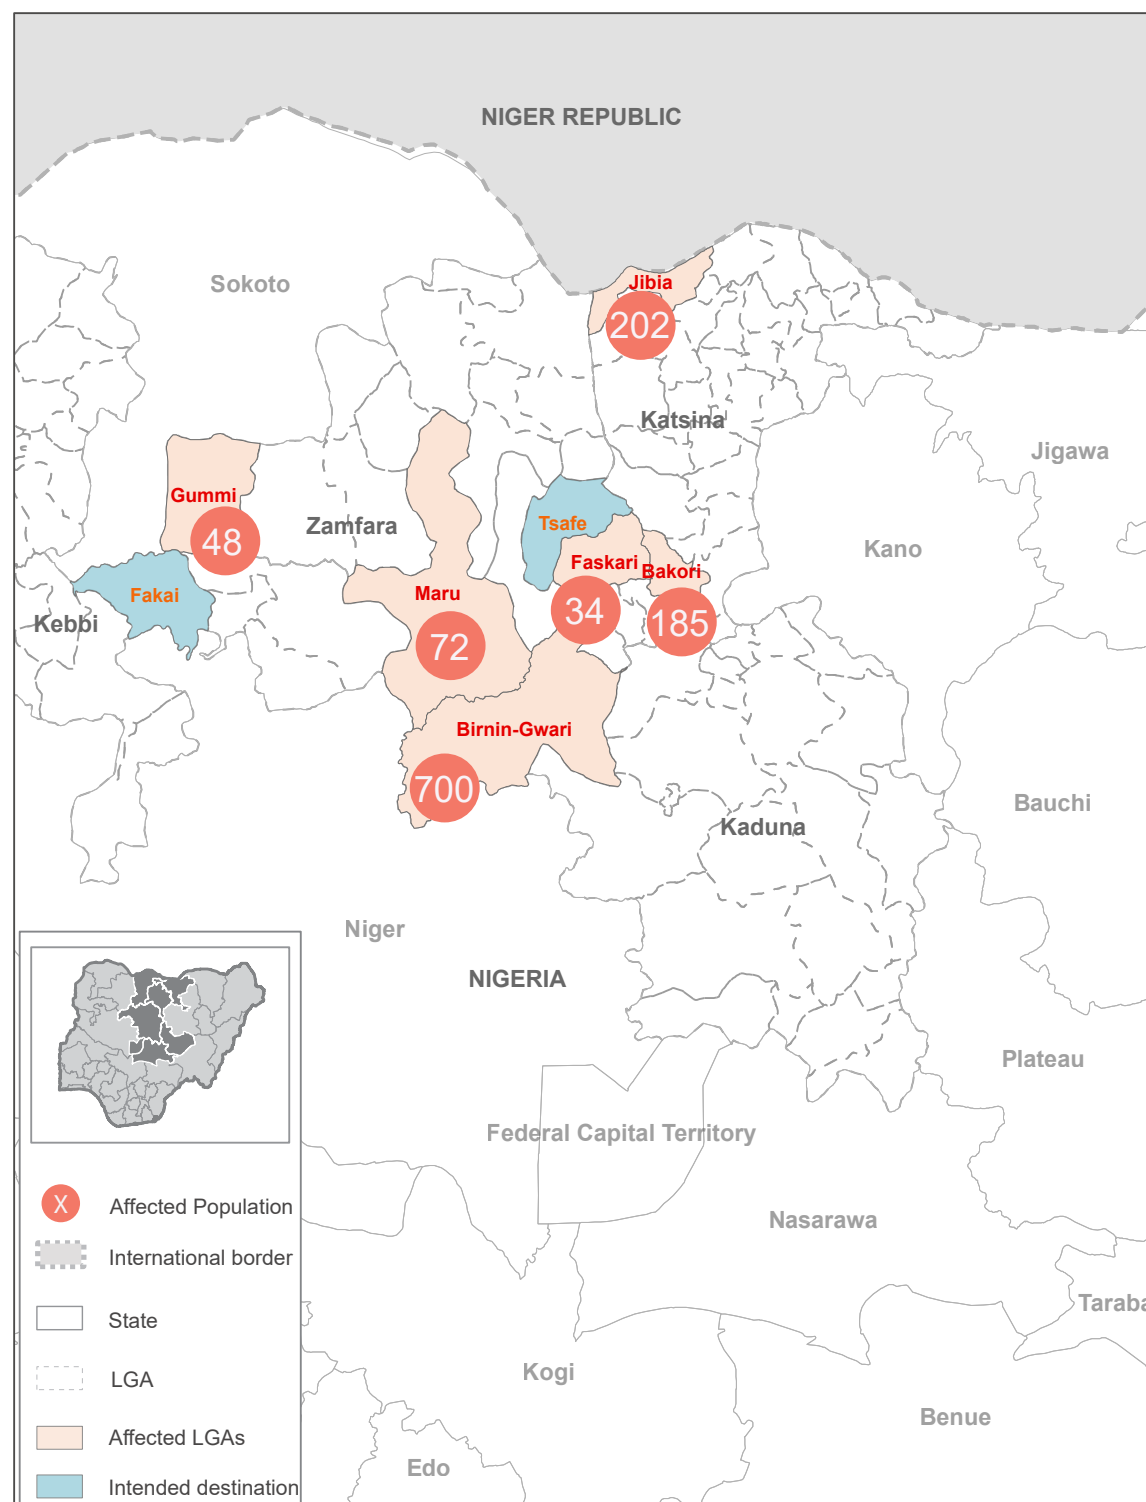 NIGER REPUBLIC
Sokoto
Jibia
202
Katsina
Jigawa
Gummi
48
Zamfara
Tsafe
Kano
Faskari
Bakori
34
185
Fakai
Kebbi
Maru
72
Birnin-Gwari
700
Bauchi
Kaduna
Niger
NIGERIA
Plateau
Federal Capital Territory
Nasarawa
Taraba
Kogi
Benue
Edo
X
Affected Population
International border
State
LGA
Affected LGAs
Intended destination